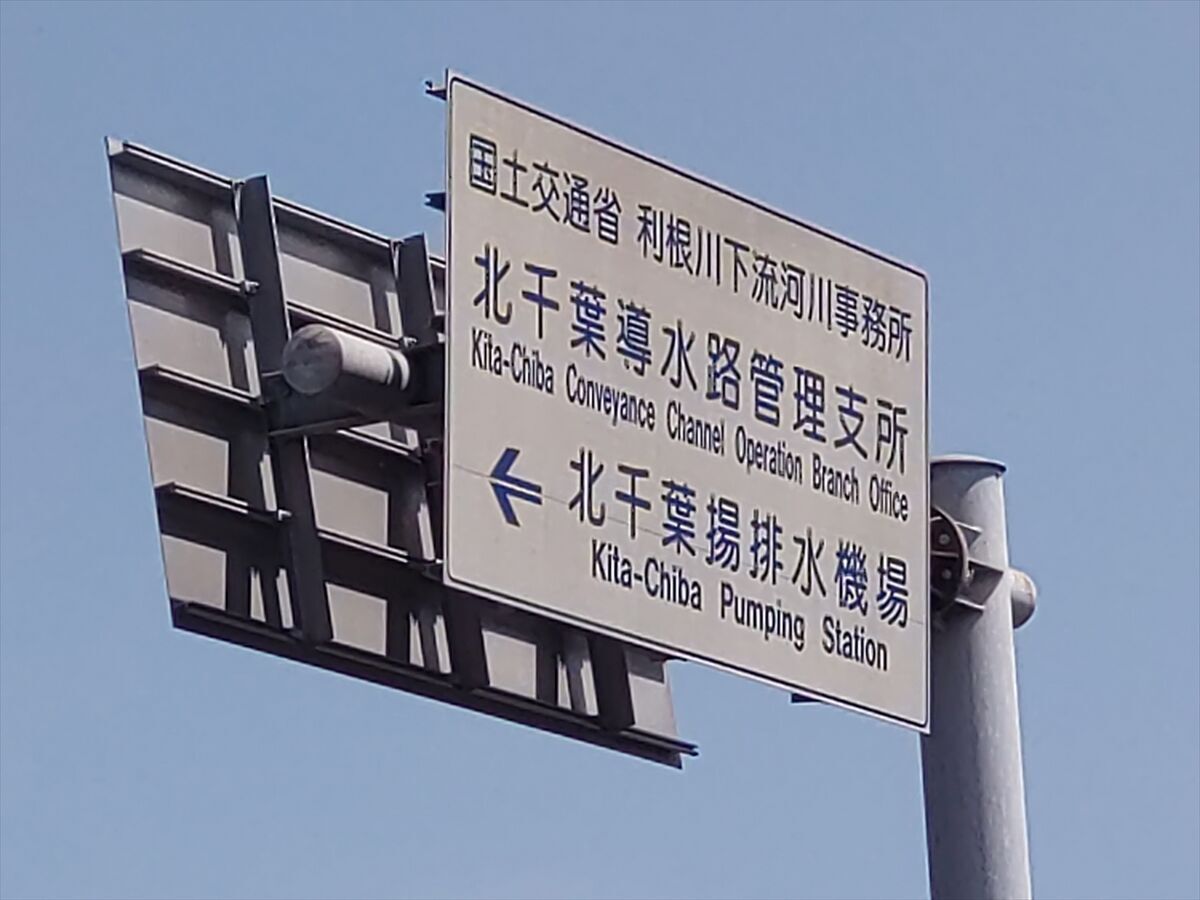 国土交通省 利根川下流河川事務所
北千葉導水路管理支所
Kita-Chiba Conveyance Channel Operation Branch Office
← 北千葉揚排水機場
Kita-Chiba Pumping Station